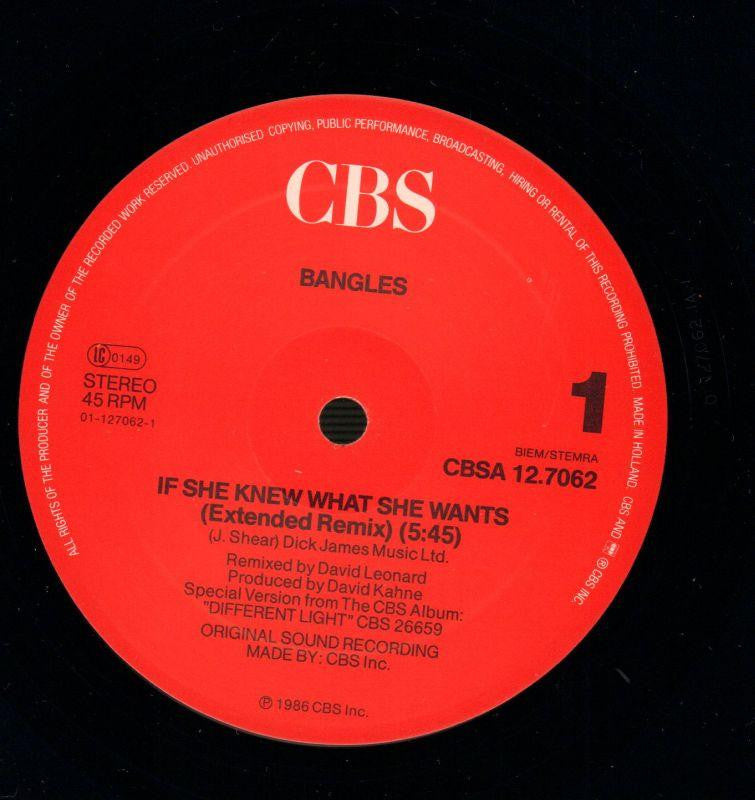 ALL RIGHTS OF THE PRODUCER AND OF THE OWNER OF THE RECORDED WORK RESERVED. UNAUTHORISED COPYING, PUBLIC PERFORMANCE, BROADCASTING, HIRING OR RENTAL OF THIS RECORDING PROHIBITED. MADE IN HOLLAND. CBS AND ® CBS INC.
CBS
BANGLES
LC 0149
STEREO
45 RPM
01-127062-1
1
BIEM/STEMRA
CBSA 12.7062
IF SHE KNEW WHAT SHE WANTS
(Extended Remix) (5:45)
(J. Shear) Dick James Music Ltd.
Remixed by David Leonard
Produced by David Kahne
Special Version from The CBS Album:
"DIFFERENT LIGHT" CBS 26659
ORIGINAL SOUND RECORDING
MADE BY: CBS Inc.
℗ 1986 CBS Inc.